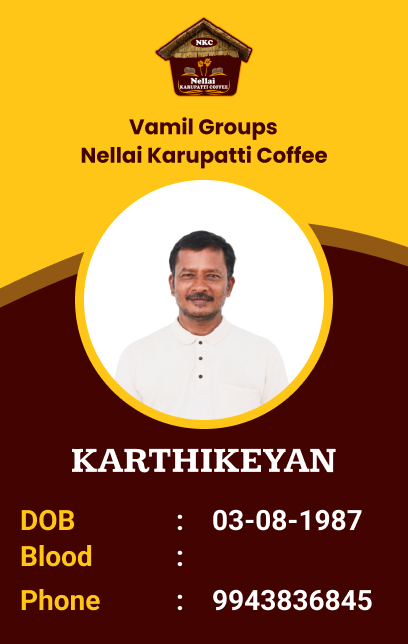 NKC
Nellai
KARUPATTI COFFEE
Vamil Groups
Nellai Karupatti Coffee
KARTHIKEYAN
DOB : 03-08-1987
Blood :
Phone : 9943836845